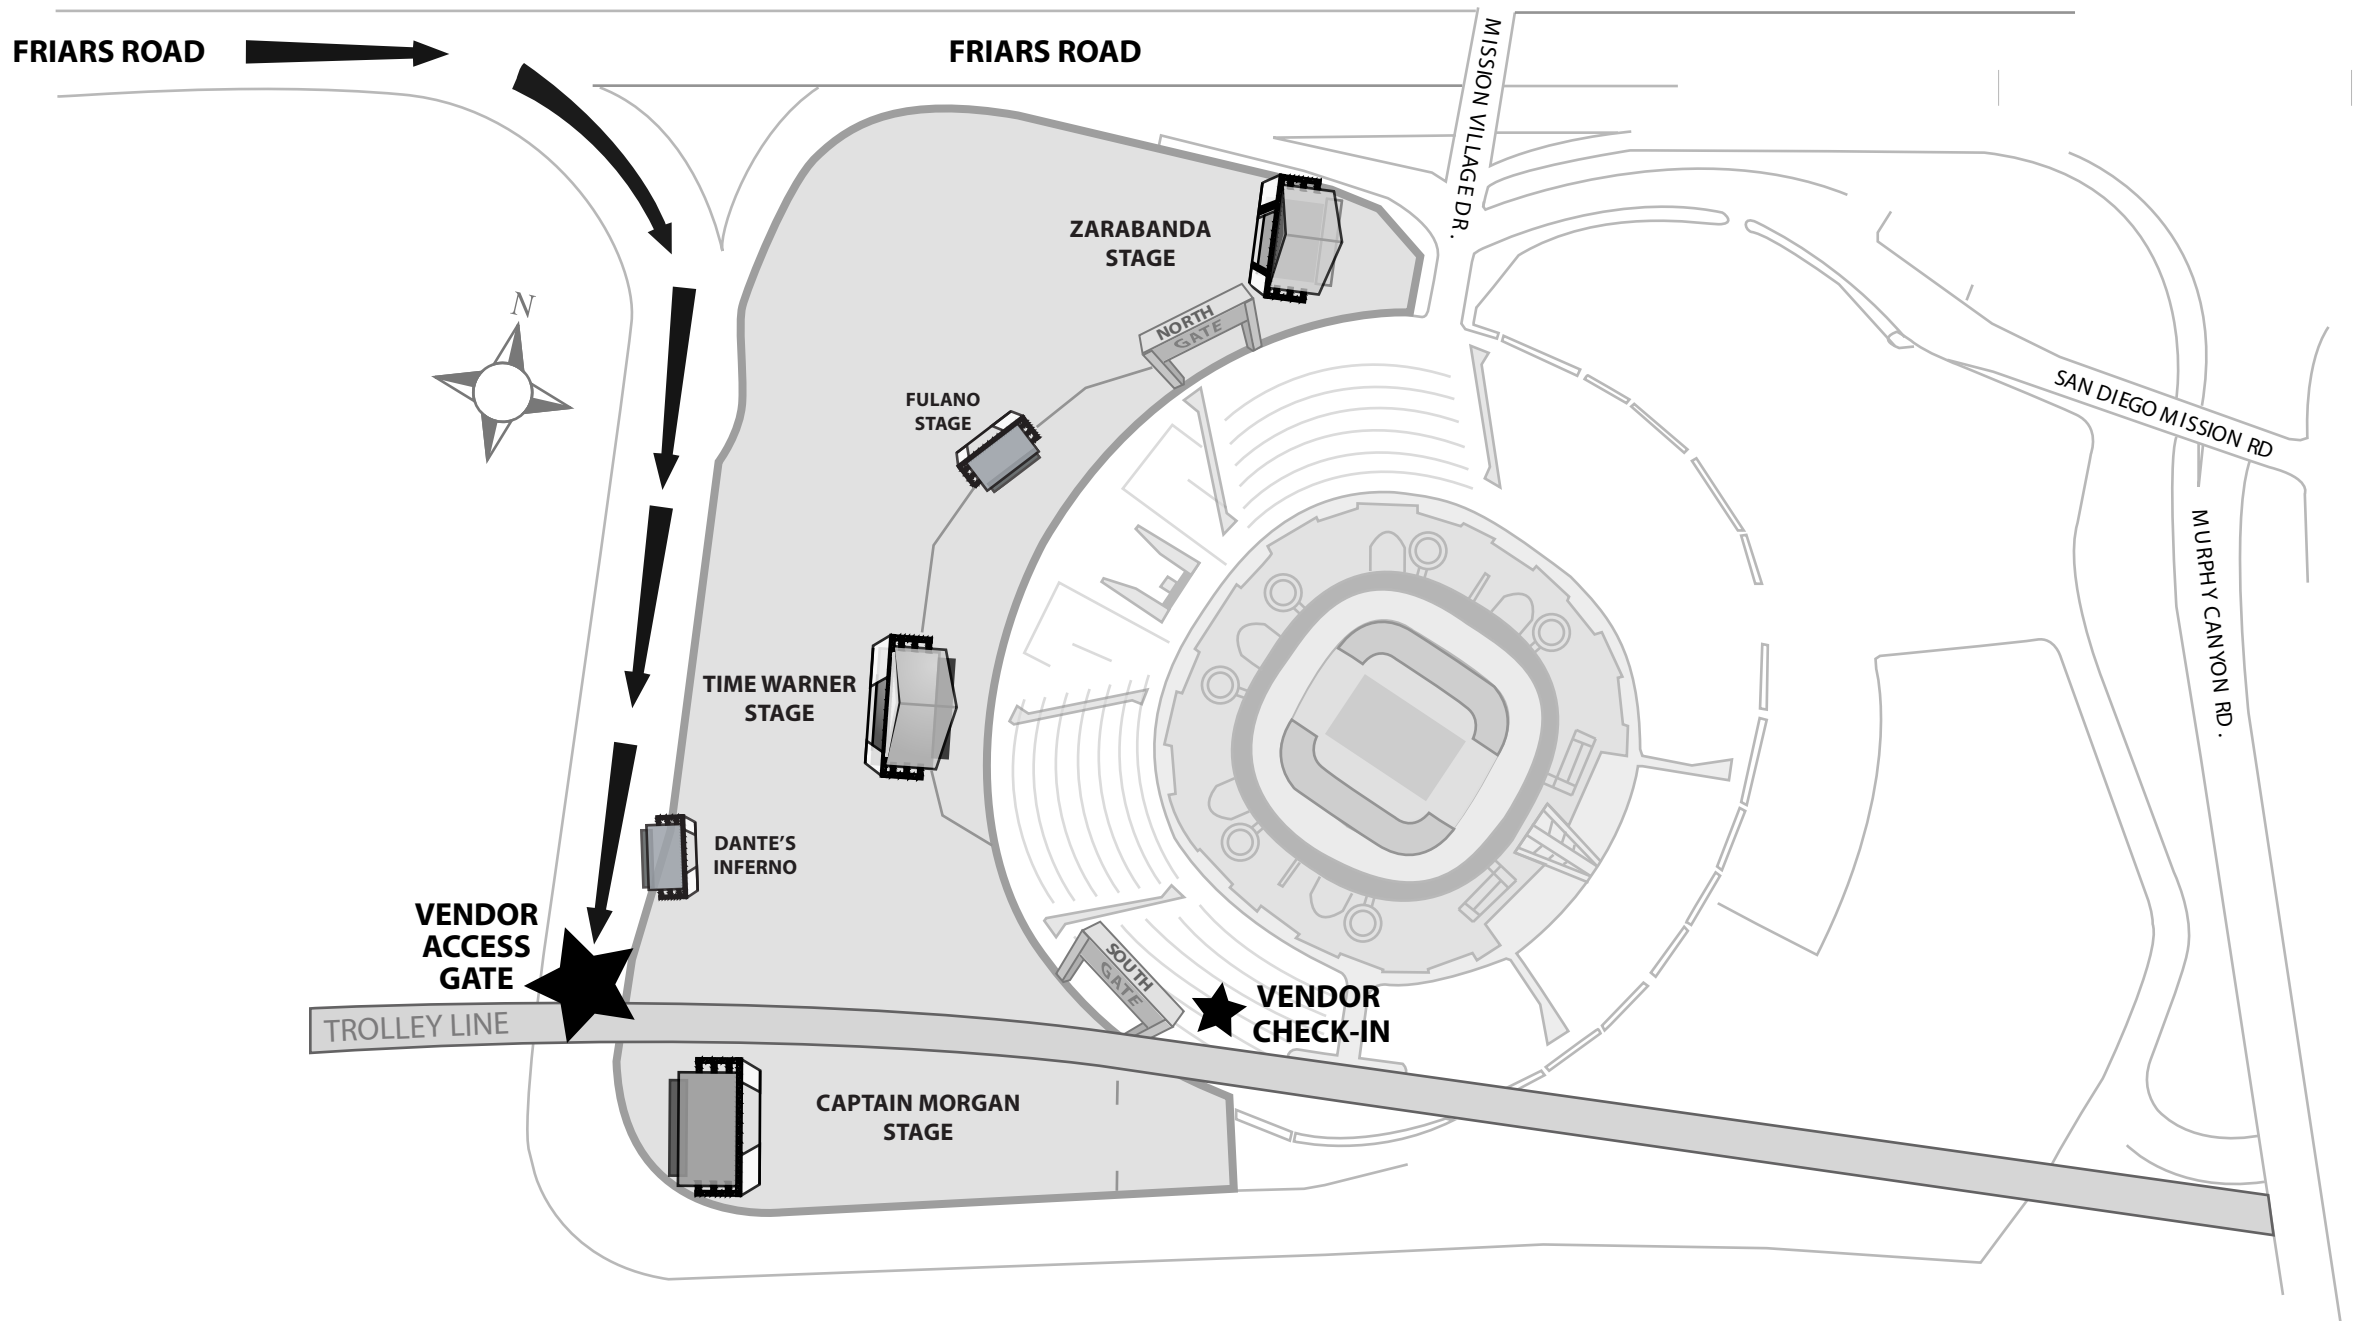 FRIARS ROAD
FRIARS ROAD
MISSION VILLAGE DR.
ZARABANDA
STAGE
N
NORTH
GATE
FULANO
STAGE
SAN DIEGO MISSION RD
MURPHY CANYON RD.
TIME WARNER
STAGE
DANTE'S
INFERNO
VENDOR
ACCESS
GATE
SOUTH
GATE
VENDOR
CHECK-IN
TROLLEY LINE
CAPTAIN MORGAN
STAGE